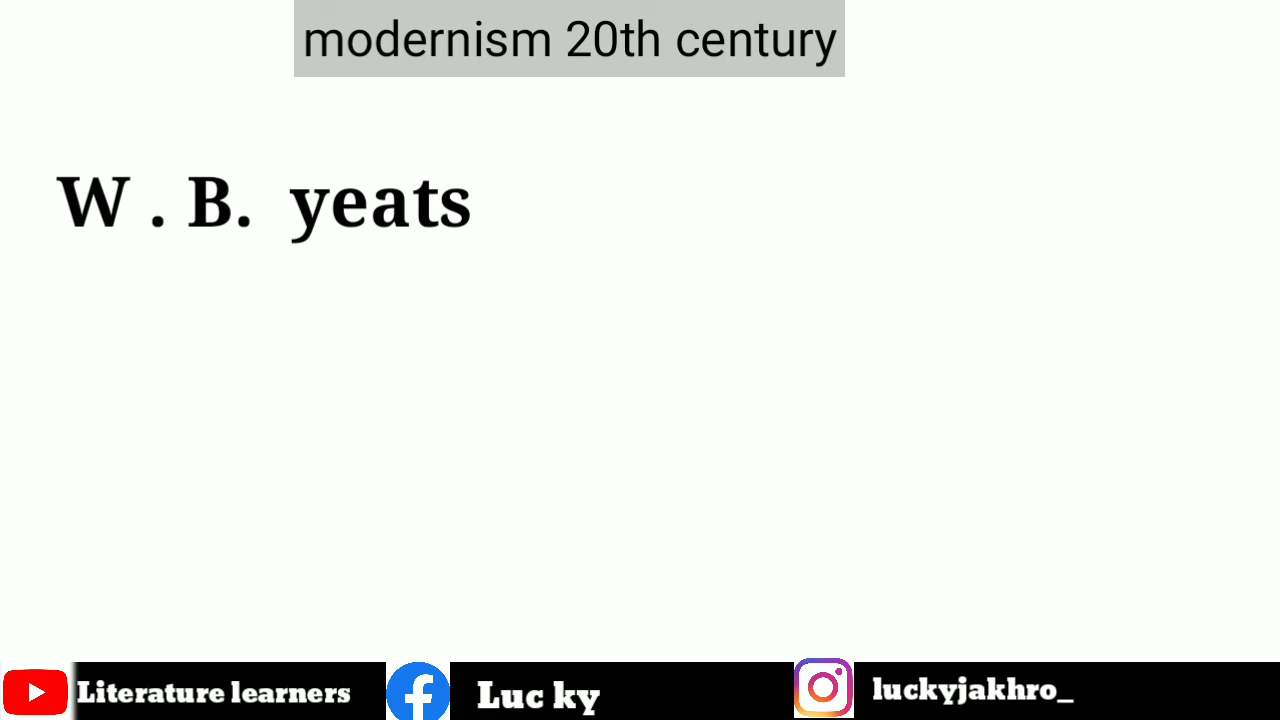 modernism 20th century
W . B. yeats
Literature learners
Luc ky
luckyjakhro_